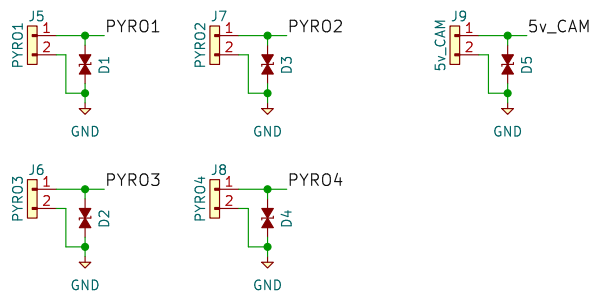 J5 PYRO1 J7 PYRO2 J9 5v_CAM
PYRO1 1 2 D1 PYRO2 1 2 D3 5v_CAM 1 2 D5
GND GND GND
J6 PYRO3 J8 PYRO4
PYRO3 1 2 D2 PYRO4 1 2 D4
GND GND